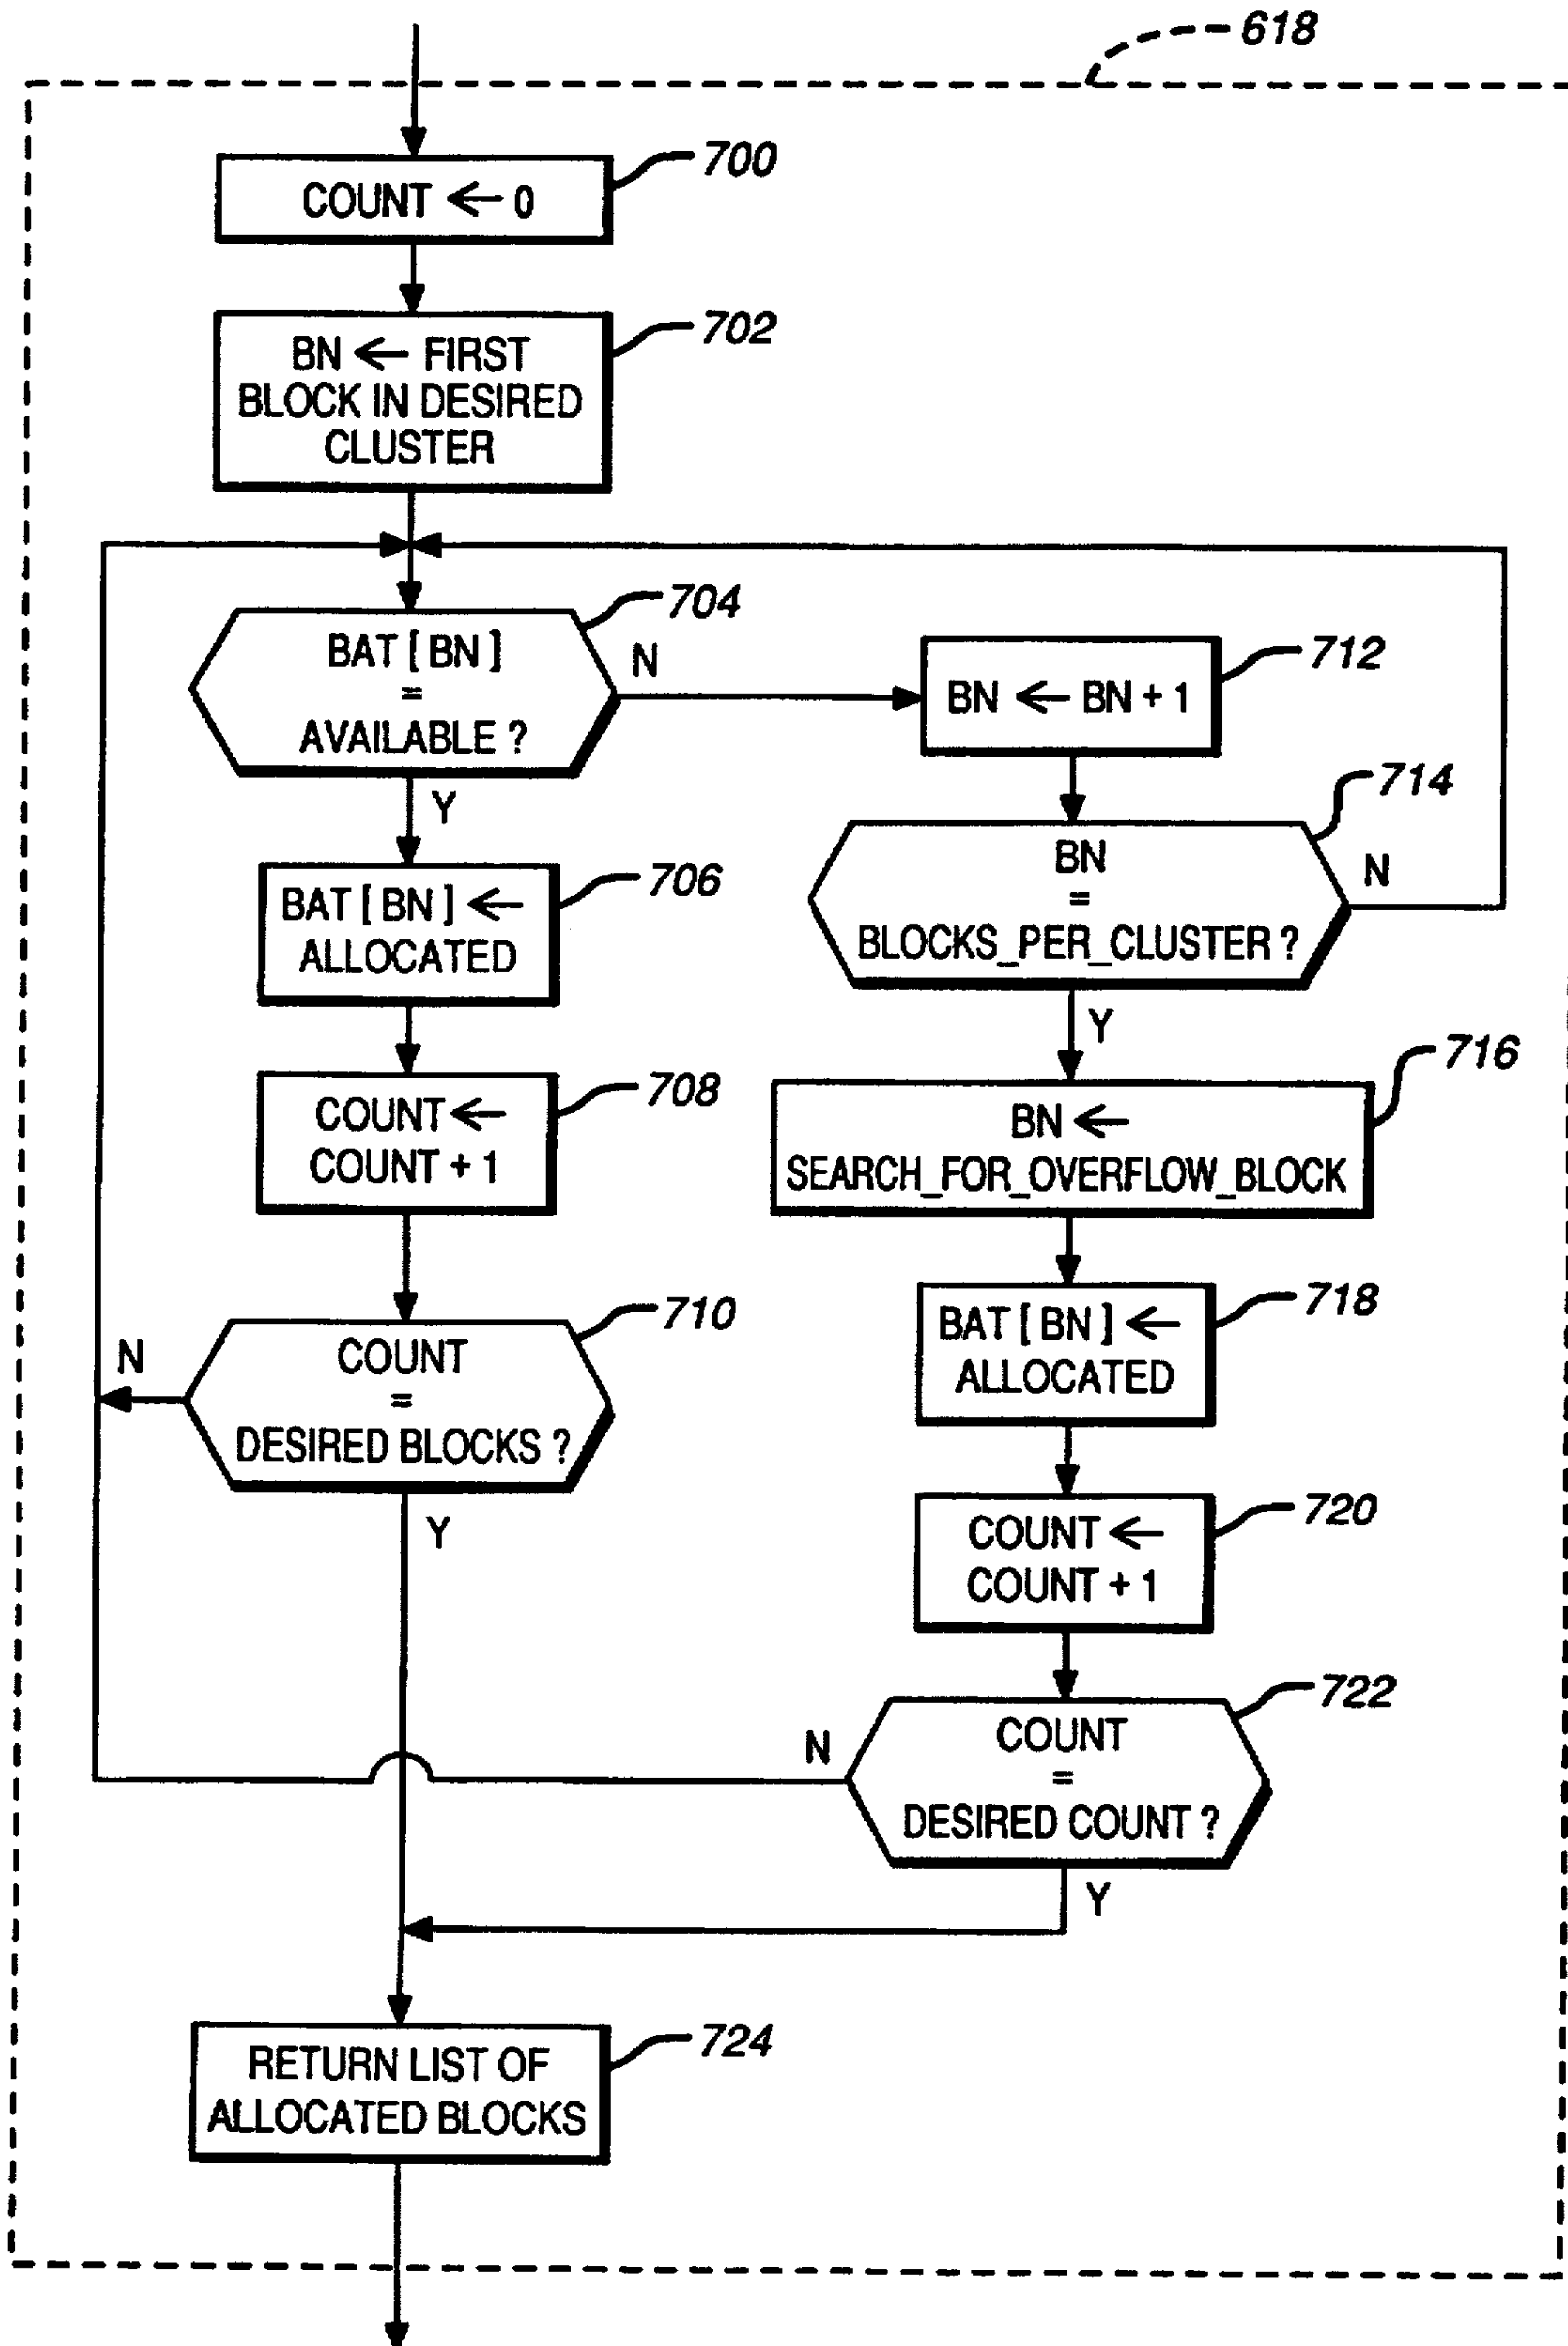 618
700
COUNT ← 0
702
BN ← FIRST
BLOCK IN DESIRED
CLUSTER
704
BAT [ BN ]
=
AVAILABLE ?
N
Y
712
BN ← BN + 1
714
BN
=
BLOCKS_PER_CLUSTER ?
N
Y
706
BAT [ BN ] ←
ALLOCATED
708
COUNT ←
COUNT + 1
716
BN ←
SEARCH_FOR_OVERFLOW_BLOCK
710
COUNT
=
DESIRED BLOCKS ?
N
Y
718
BAT [ BN ] ←
ALLOCATED
720
COUNT ←
COUNT + 1
722
COUNT
=
DESIRED COUNT ?
N
Y
724
RETURN LIST OF
ALLOCATED BLOCKS